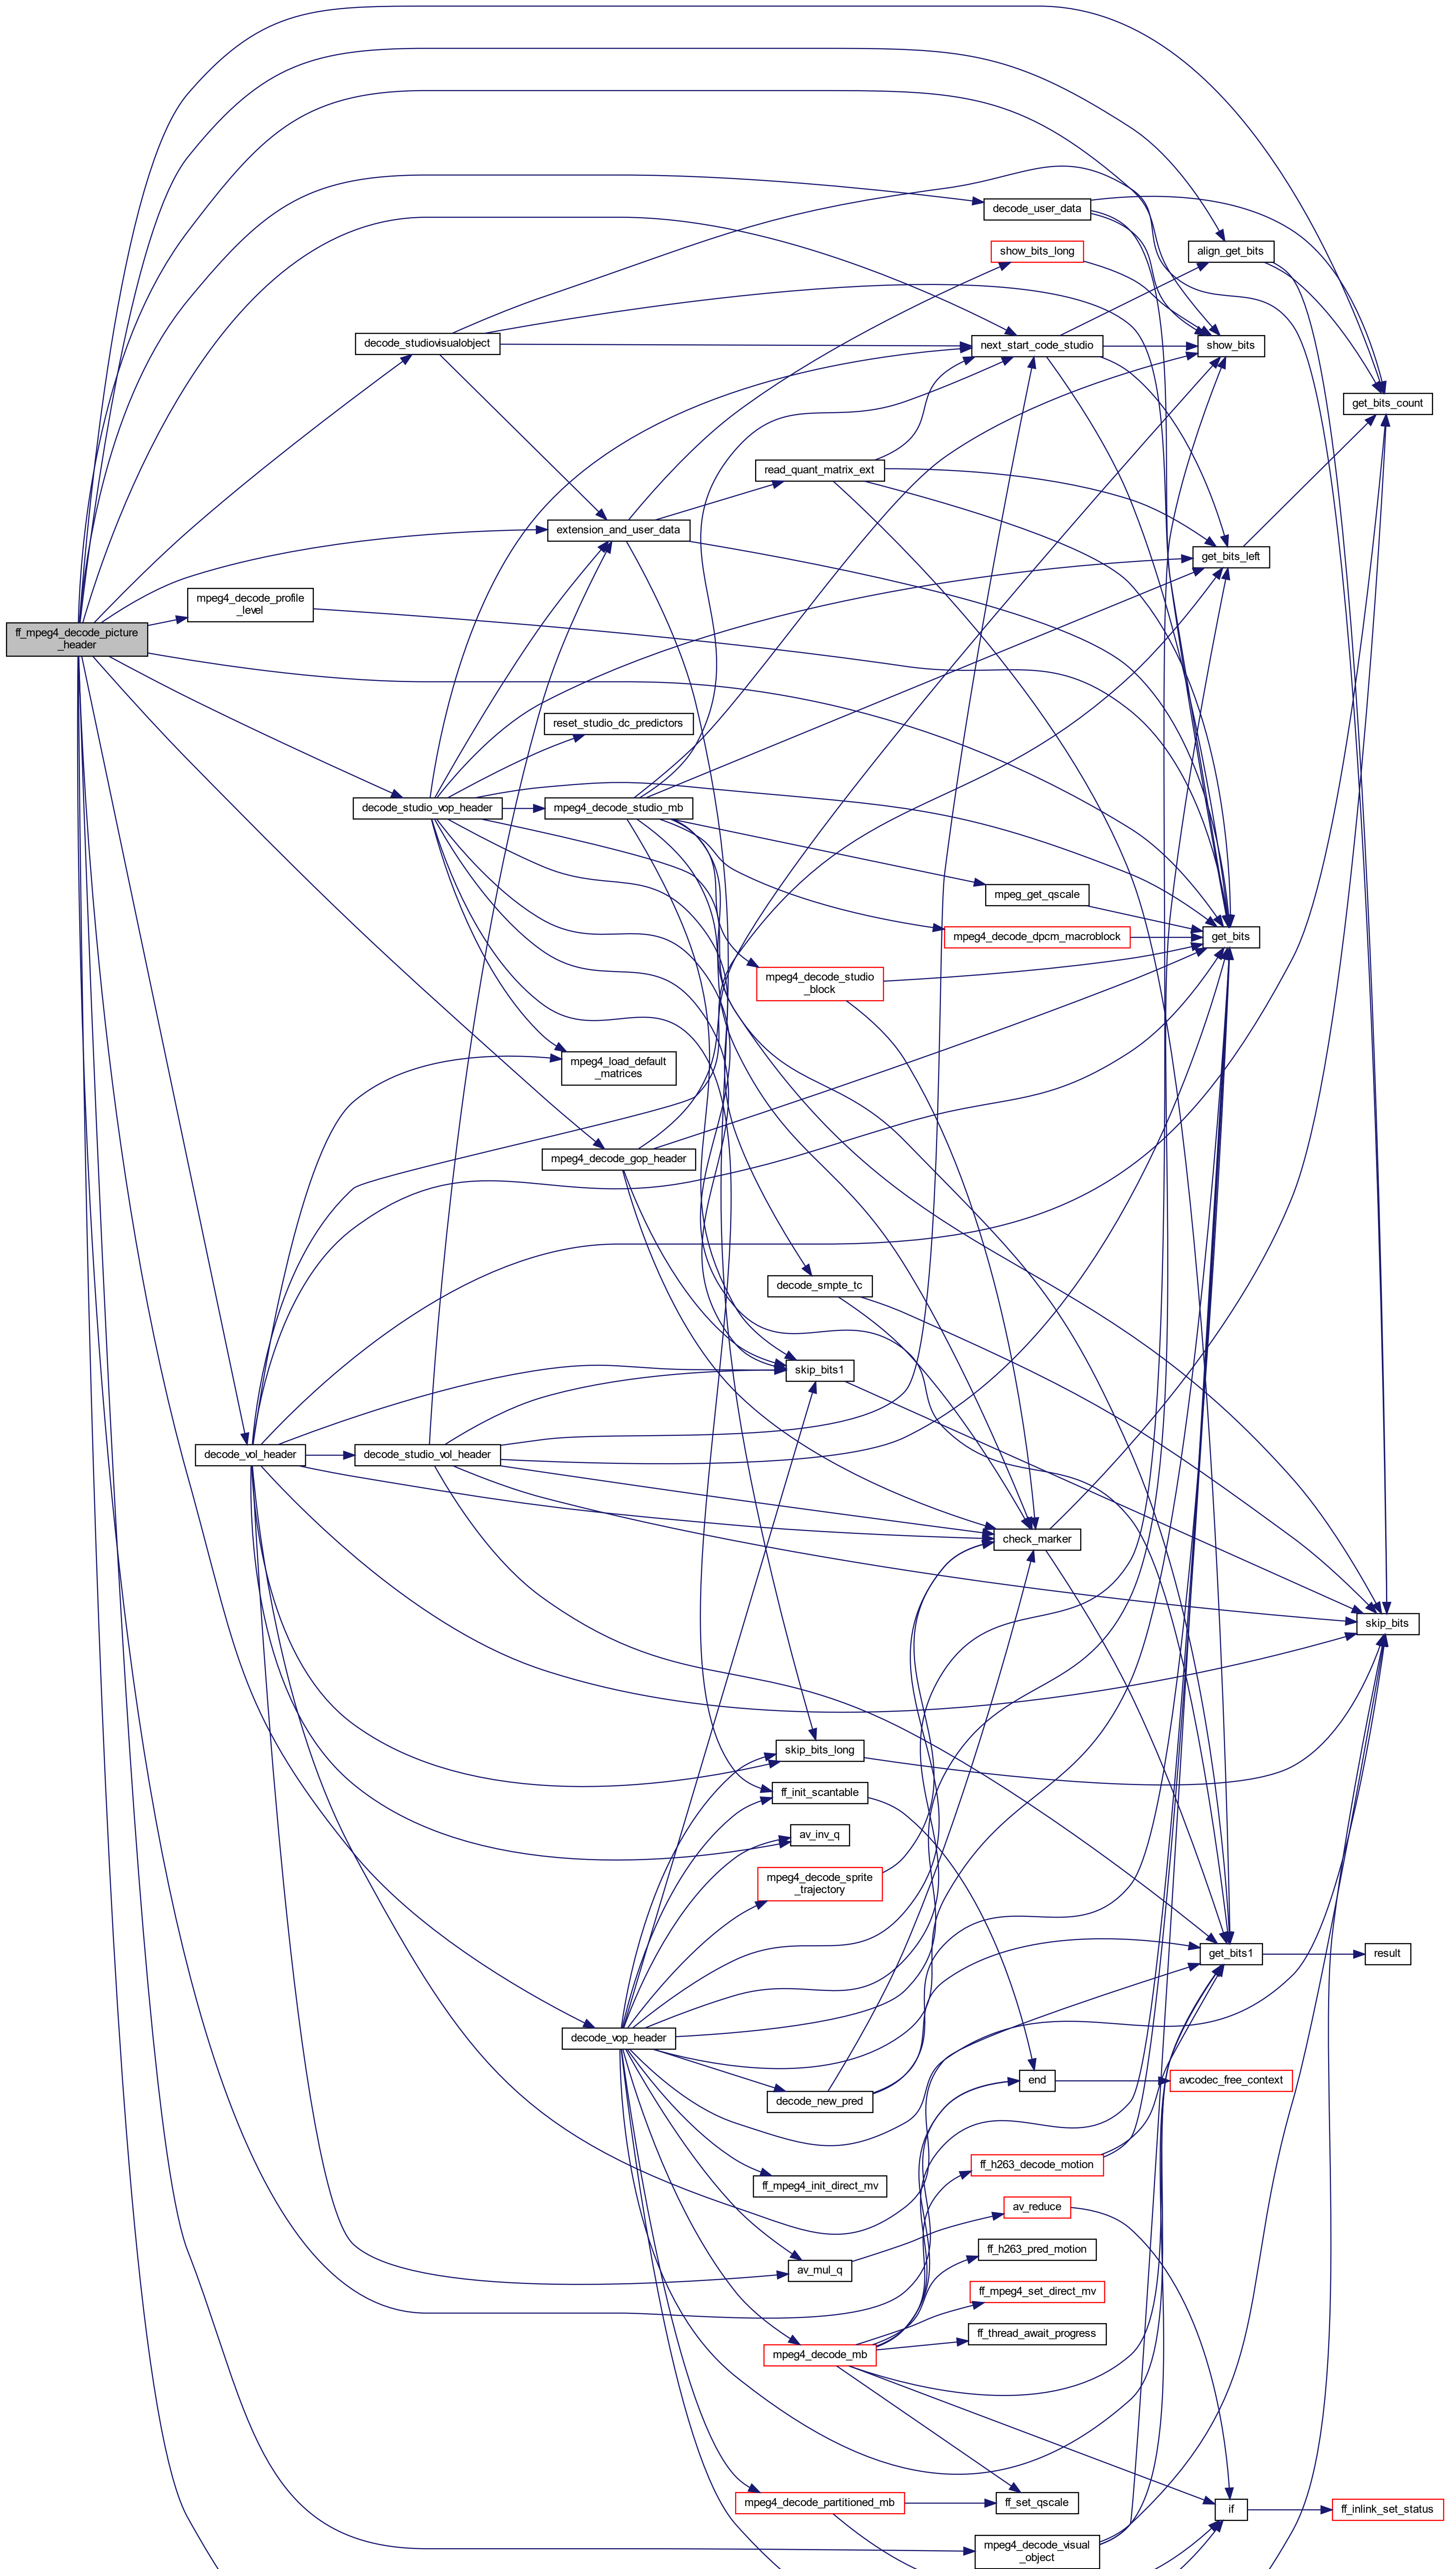 decode_user_data
align_get_bits
show_bits_long
decode_studiovisualobject
next_start_code_studio
show_bits
get_bits_count
read_quant_matrix_ext
extension_and_user_data
get_bits_left
mpeg4_decode_profile
_level
ff_mpeg4_decode_picture
_header
reset_studio_dc_predictors
decode_studio_vop_header
mpeg4_decode_studio_mb
mpeg_get_qscale
mpeg4_decode_dpcm_macroblock
get_bits
mpeg4_decode_studio
_block
mpeg4_load_default
_matrices
mpeg4_decode_gop_header
decode_smpte_tc
skip_bits1
decode_vol_header
decode_studio_vol_header
check_marker
skip_bits
skip_bits_long
ff_init_scantable
av_inv_q
mpeg4_decode_sprite
_trajectory
get_bits1
result
decode_vop_header
end
avcodec_free_context
decode_new_pred
ff_h263_decode_motion
ff_mpeg4_init_direct_mv
av_reduce
ff_h263_pred_motion
av_mul_q
ff_mpeg4_set_direct_mv
ff_thread_await_progress
mpeg4_decode_mb
mpeg4_decode_partitioned_mb
ff_set_qscale
if
ff_inlink_set_status
mpeg4_decode_visual
_object